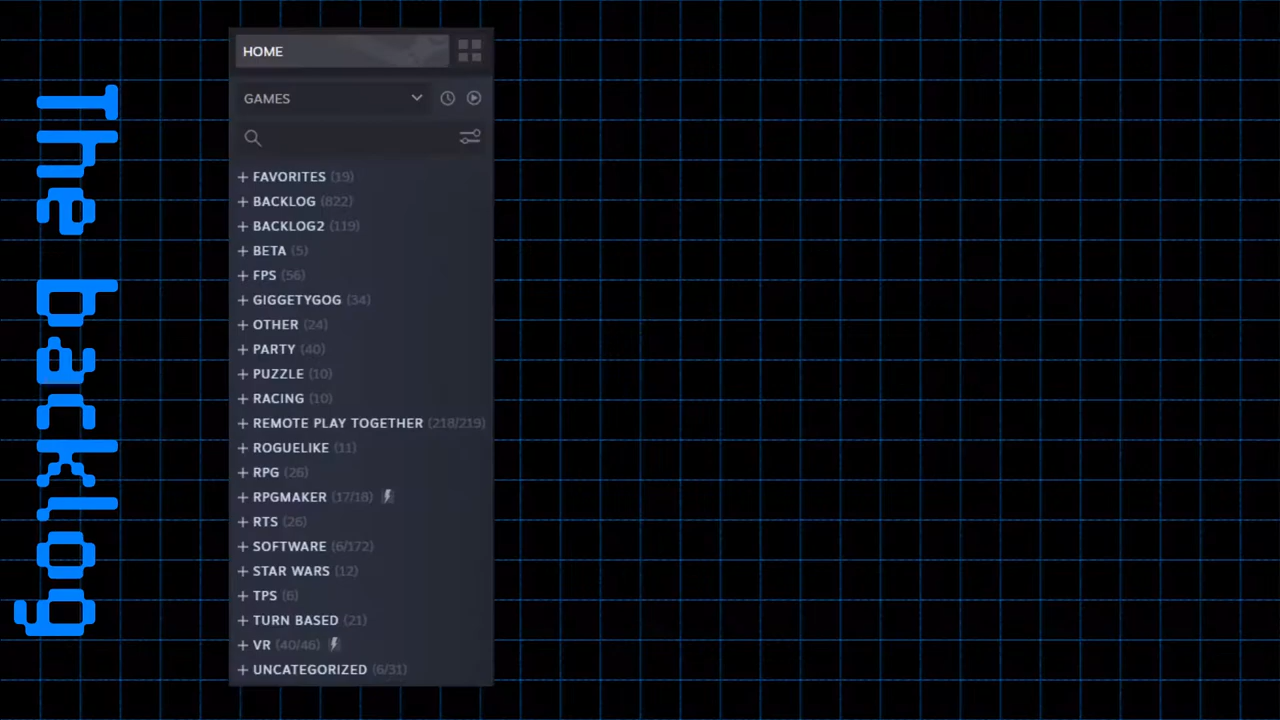 The backlog
HOME
GAMES
+ FAVORITES (19)
+ BACKLOG (822)
+ BACKLOG2 (119)
+ BETA (5)
+ FPS (56)
+ GIGGETYGOG (34)
+ OTHER (24)
+ PARTY (40)
+ PUZZLE (10)
+ RACING (10)
+ REMOTE PLAY TOGETHER (218/219)
+ ROGUELIKE (11)
+ RPG (26)
+ RPGMAKER (17/18)
+ RTS (26)
+ SOFTWARE (6/172)
+ STAR WARS (12)
+ TPS (6)
+ TURN BASED (21)
+ VR (40/46)
+ UNCATEGORIZED (6/31)